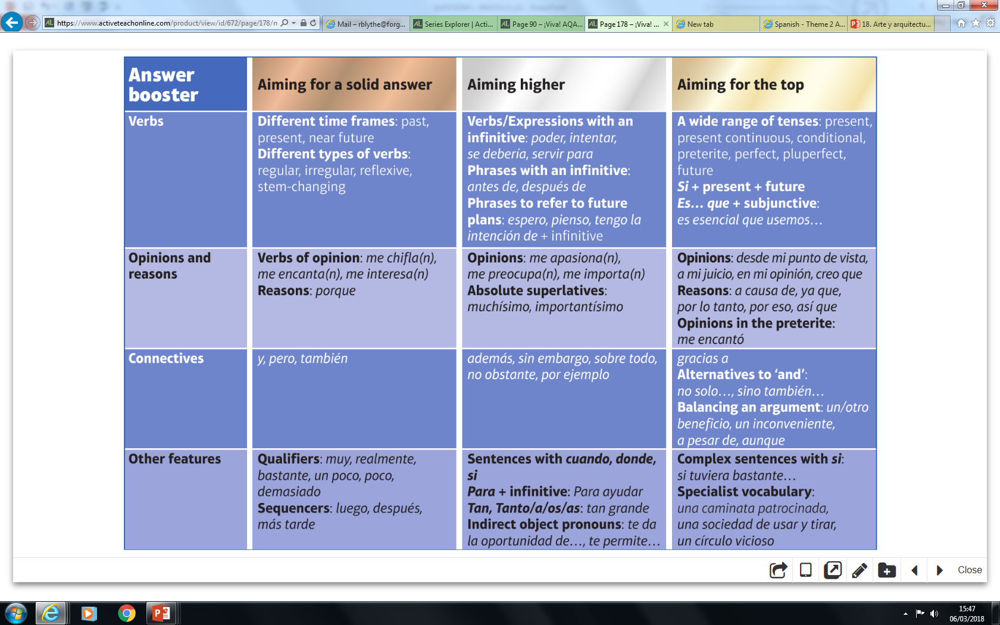 https://www.activeteachonline.com/product/view/id/672/page/178/n
Mail – rblythe@forg...
Series Explorer | Acti...
Page 90 – ¡Viva! AQA...
Page 178 – ¡Viva! ...
New tab
Spanish - Theme 2 A...
18. Arte y arquitectu...
Answer
booster
Aiming for a solid answer
Aiming higher
Aiming for the top
Verbs
Different time frames: past,
present, near future
Different types of verbs:
regular, irregular, reflexive,
stem-changing
Verbs/Expressions with an
infinitive: poder, intentar,
se debería, servir para
Phrases with an infinitive:
antes de, después de
Phrases to refer to future
plans: espero, pienso, tengo la
intención de + infinitive
A wide range of tenses: present,
present continuous, conditional,
preterite, perfect, pluperfect,
future
Si + present + future
Es... que + subjunctive:
es esencial que usemos...
Opinions and
reasons
Verbs of opinion: me chifla(n),
me encanta(n), me interesa(n)
Reasons: porque
Opinions: me apasiona(n),
me preocupa(n), me importa(n)
Absolute superlatives:
muchísimo, importantísimo
Opinions: desde mi punto de vista,
a mi juicio, en mi opinión, creo que
Reasons: a causa de, ya que,
por lo tanto, por eso, así que
Opinions in the preterite:
me encantó
Connectives
y, pero, también
además, sin embargo, sobre todo,
no obstante, por ejemplo
gracias a
Alternatives to ‘and’:
no solo..., sino también...
Balancing an argument: un/otro
beneficio, un inconveniente,
a pesar de, aunque
Other features
Qualifiers: muy, realmente,
bastante, un poco, poco,
demasiado
Sequencers: luego, después,
más tarde
Sentences with cuando, donde,
si
Para + infinitive: Para ayudar
Tan, Tanto/a/os/as: tan grande
Indirect object pronouns: te da
la oportunidad de..., te permite...
Complex sentences with si:
si tuviera bastante...
Specialist vocabulary:
una caminata patrocinada,
una sociedad de usar y tirar,
un círculo vicioso
Close
15:47
06/03/2018